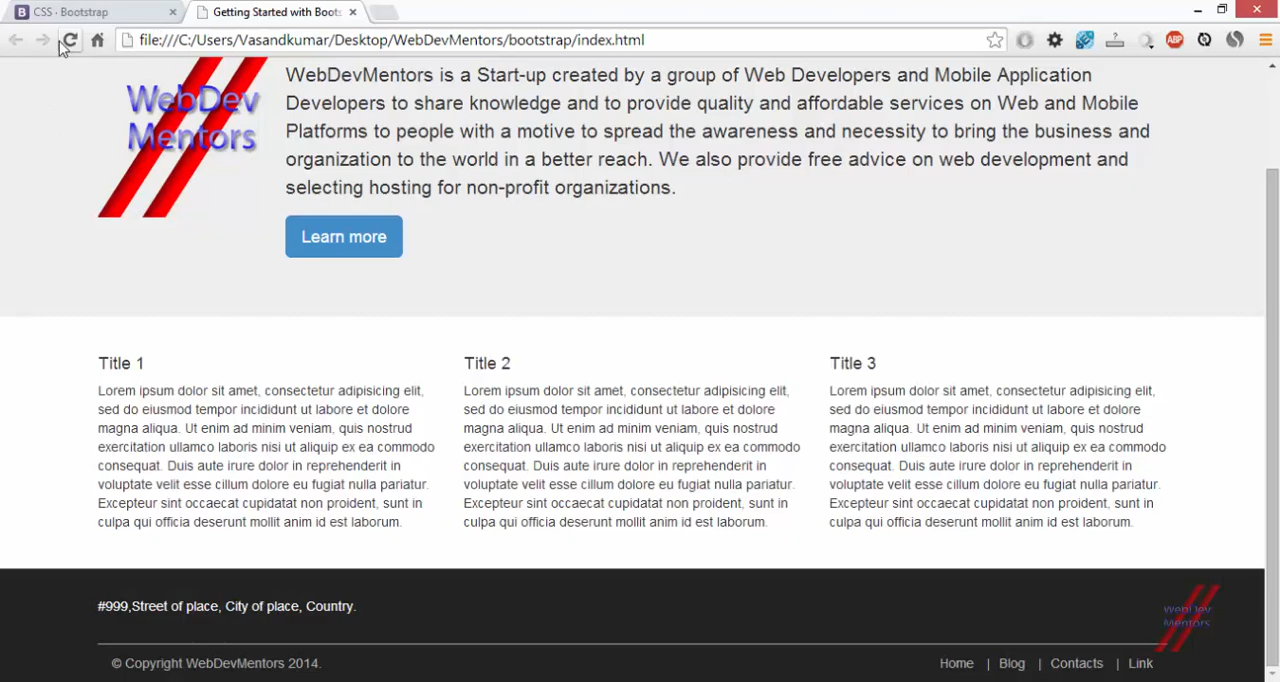 CSS · Bootstrap
Getting Started with Boots
file:///C:/Users/Vasandkumar/Desktop/WebDevMentors/bootstrap/index.html
ABP
WebDev
Mentors
WebDevMentors is a Start-up created by a group of Web Developers and Mobile Application
Developers to share knowledge and to provide quality and affordable services on Web and Mobile
Platforms to people with a motive to spread the awareness and necessity to bring the business and
organization to the world in a better reach. We also provide free advice on web development and
selecting hosting for non-profit organizations.
Learn more
Title 1
Lorem ipsum dolor sit amet, consectetur adipisicing elit,
sed do eiusmod tempor incididunt ut labore et dolore
magna aliqua. Ut enim ad minim veniam, quis nostrud
exercitation ullamco laboris nisi ut aliquip ex ea commodo
consequat. Duis aute irure dolor in reprehenderit in
voluptate velit esse cillum dolore eu fugiat nulla pariatur.
Excepteur sint occaecat cupidatat non proident, sunt in
culpa qui officia deserunt mollit anim id est laborum.
Title 2
Lorem ipsum dolor sit amet, consectetur adipisicing elit,
sed do eiusmod tempor incididunt ut labore et dolore
magna aliqua. Ut enim ad minim veniam, quis nostrud
exercitation ullamco laboris nisi ut aliquip ex ea commodo
consequat. Duis aute irure dolor in reprehenderit in
voluptate velit esse cillum dolore eu fugiat nulla pariatur.
Excepteur sint occaecat cupidatat non proident, sunt in
culpa qui officia deserunt mollit anim id est laborum.
Title 3
Lorem ipsum dolor sit amet, consectetur adipisicing elit,
sed do eiusmod tempor incididunt ut labore et dolore
magna aliqua. Ut enim ad minim veniam, quis nostrud
exercitation ullamco laboris nisi ut aliquip ex ea commodo
consequat. Duis aute irure dolor in reprehenderit in
voluptate velit esse cillum dolore eu fugiat nulla pariatur.
Excepteur sint occaecat cupidatat non proident, sunt in
culpa qui officia deserunt mollit anim id est laborum.
#999,Street of place, City of place, Country.
WebDev
Mentors
© Copyright WebDevMentors 2014.
Home | Blog | Contacts | Link